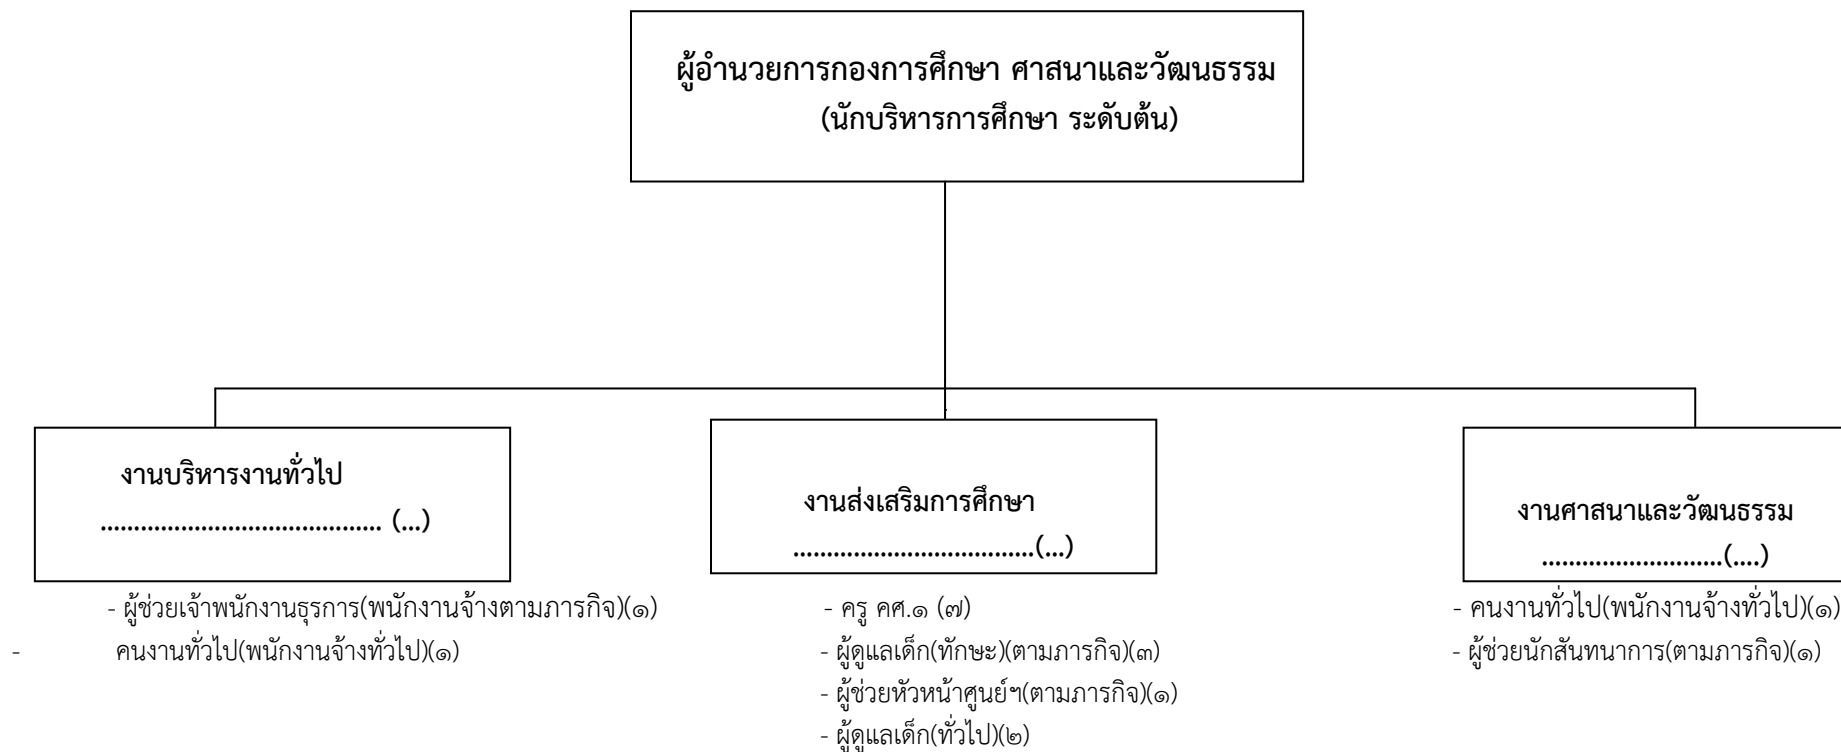 ผู้อำนวยการกองการศึกษา ศาสนาและวัฒนธรรม
(นักบริหารการศึกษา ระดับต้น)
งานบริหารงานทั่วไป
.......................................... (...)
- ผู้ช่วยเจ้าพนักงานธุรการ(พนักงานจ้างตามภารกิจ)(๑)
- คนงานทั่วไป(พนักงานจ้างทั่วไป)(๑)
งานส่งเสริมการศึกษา
....................................(...)
- ครู คศ.๑ (๗)
- ผู้ดูแลเด็ก(ทักษะ)(ตามภารกิจ)(๓)
- ผู้ช่วยหัวหน้าศูนย์ฯ(ตามภารกิจ)(๑)
- ผู้ดูแลเด็ก(ทั่วไป)(๒)
งานศาสนาและวัฒนธรรม
...........................(....)
- คนงานทั่วไป(พนักงานจ้างทั่วไป)(๑)
- ผู้ช่วยนักสันทนาการ(ตามภารกิจ)(๑)